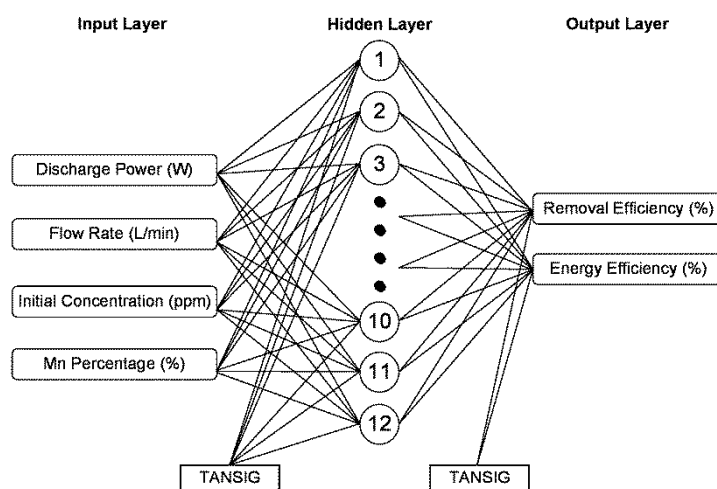 Input Layer
Hidden Layer
Output Layer
1
2
3
Discharge Power (W)
Flow Rate (L/min)
Initial Concentration (ppm)
Mn Percentage (%)
Removal Efficiency (%)
Energy Efficiency (%)
10
11
12
TANSIG
TANSIG